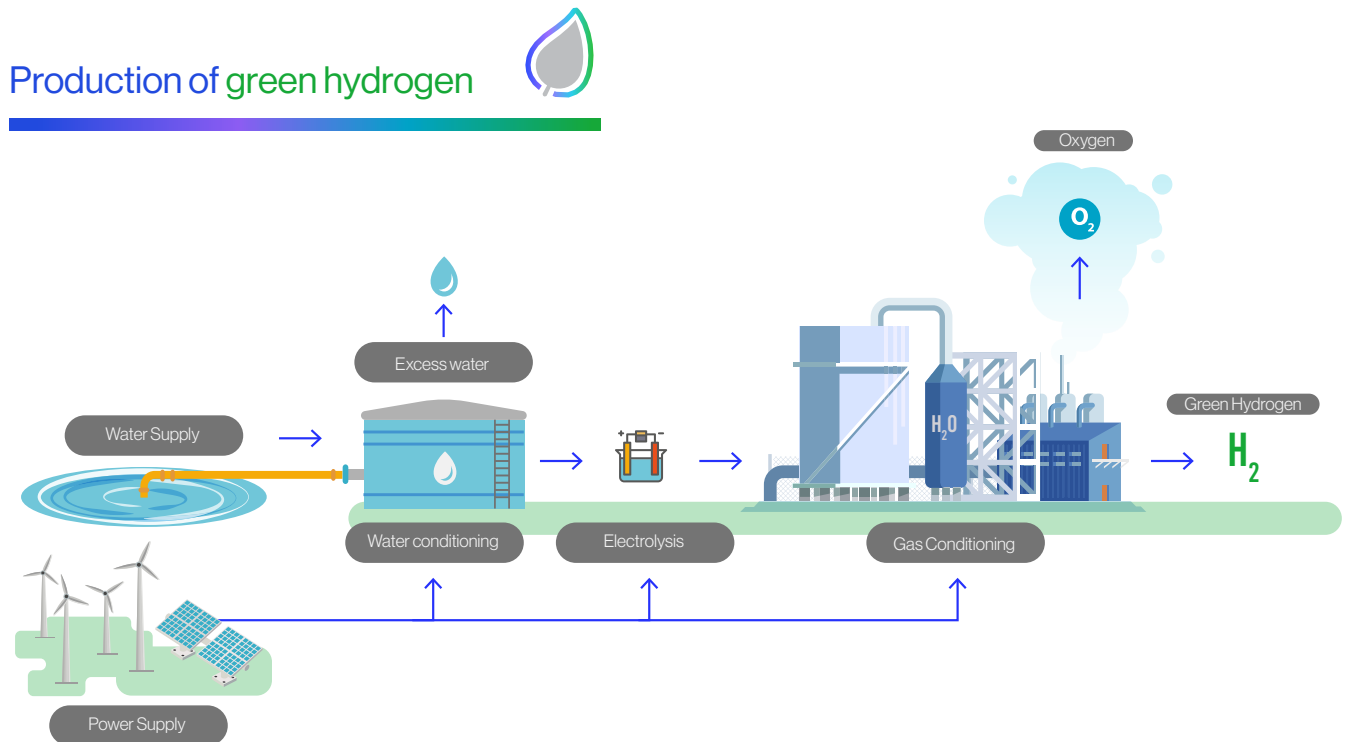 Production of green hydrogen
Oxygen
O2
Excess water
Water Supply
+ −
H2O
Green Hydrogen
H2
Water conditioning
Electrolysis
Gas Conditioning
Power Supply